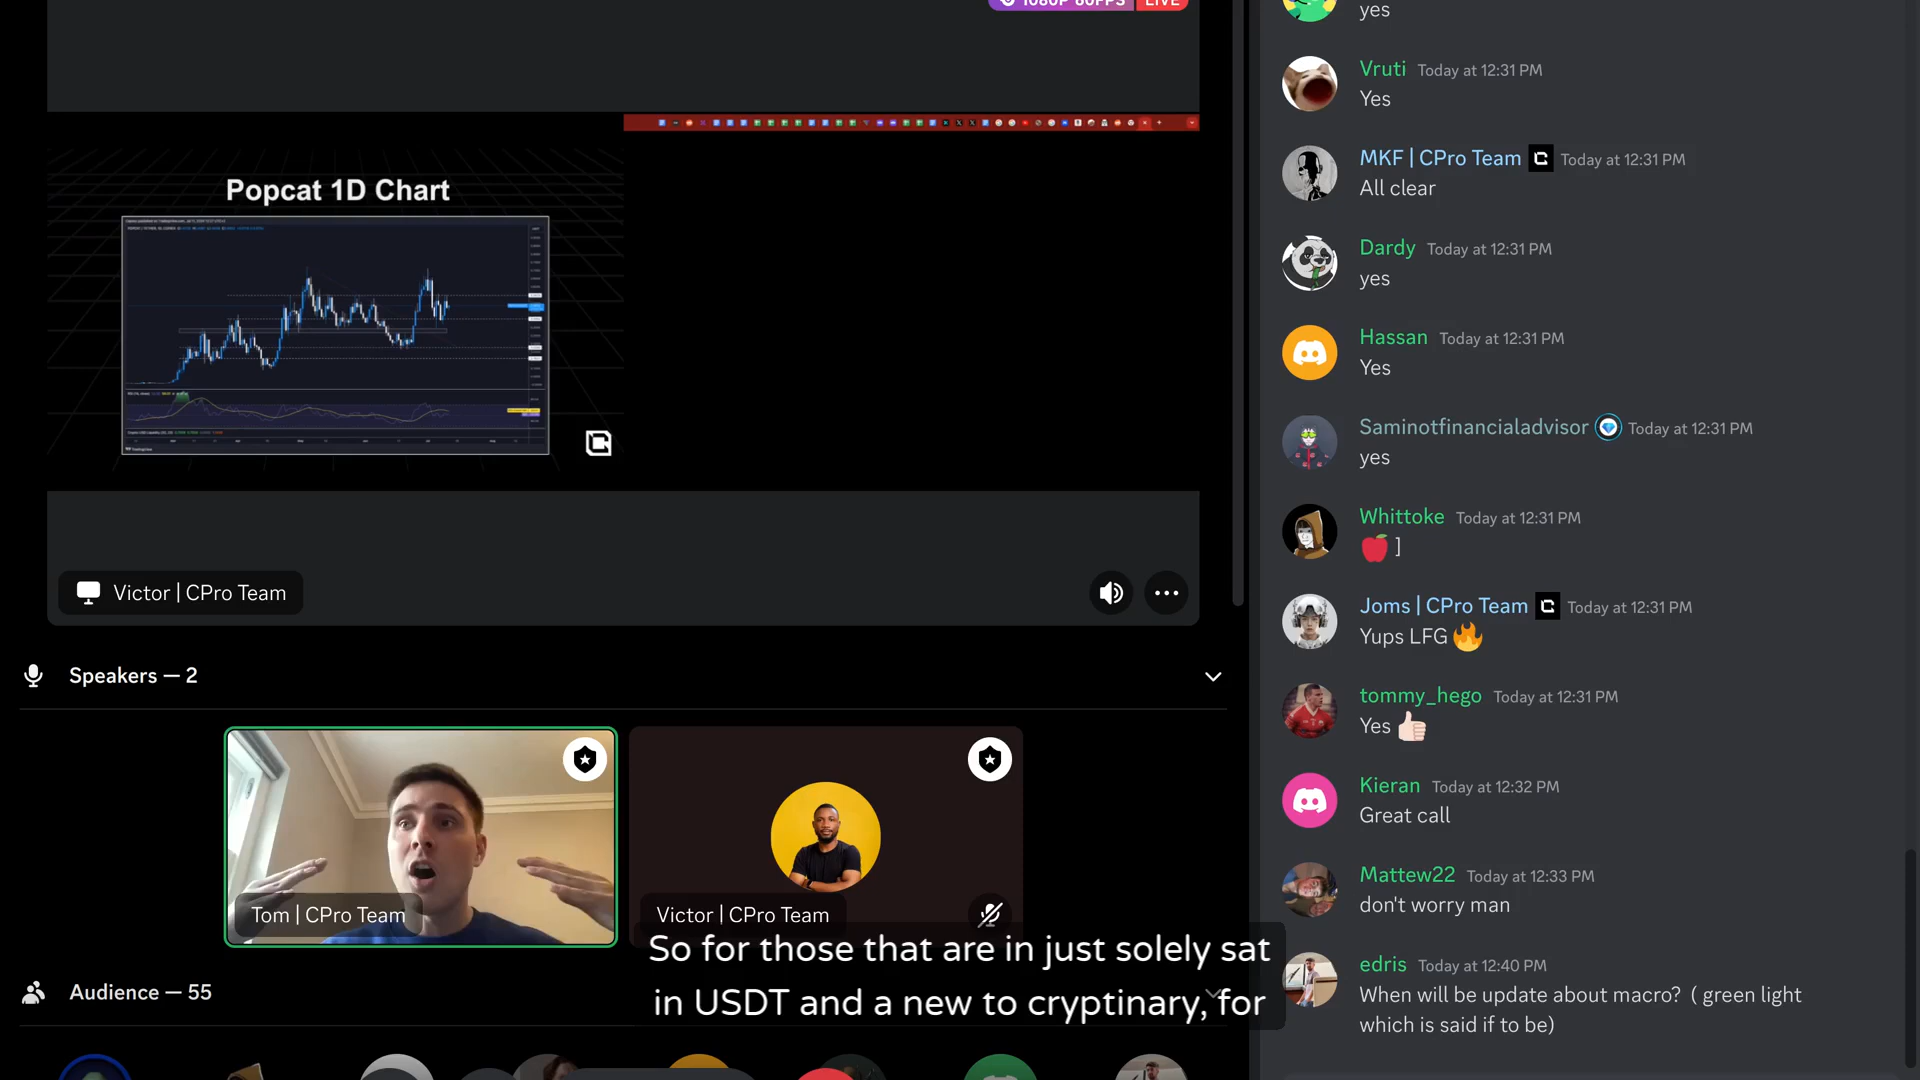 1080P 60FPS LIVE
Popcat 1D Chart
Victor | CPro Team
Speakers — 2
Tom | CPro Team
Victor | CPro Team
So for those that are in just solely sat
in USDT and a new to cryptinary, for
Audience — 55
yes
Vruti Today at 12:31 PM
Yes
MKF | CPro Team Today at 12:31 PM
All clear
Dardy Today at 12:31 PM
yes
Hassan Today at 12:31 PM
Yes
Saminotfinancialadvisor Today at 12:31 PM
yes
Whittoke Today at 12:31 PM
🍎 ]
Joms | CPro Team Today at 12:31 PM
Yups LFG 🔥
tommy_hego Today at 12:31 PM
Yes 👍🏻
Kieran Today at 12:32 PM
Great call
Mattew22 Today at 12:33 PM
don't worry man
edris Today at 12:40 PM
When will be update about macro? ( green light
which is said if to be)